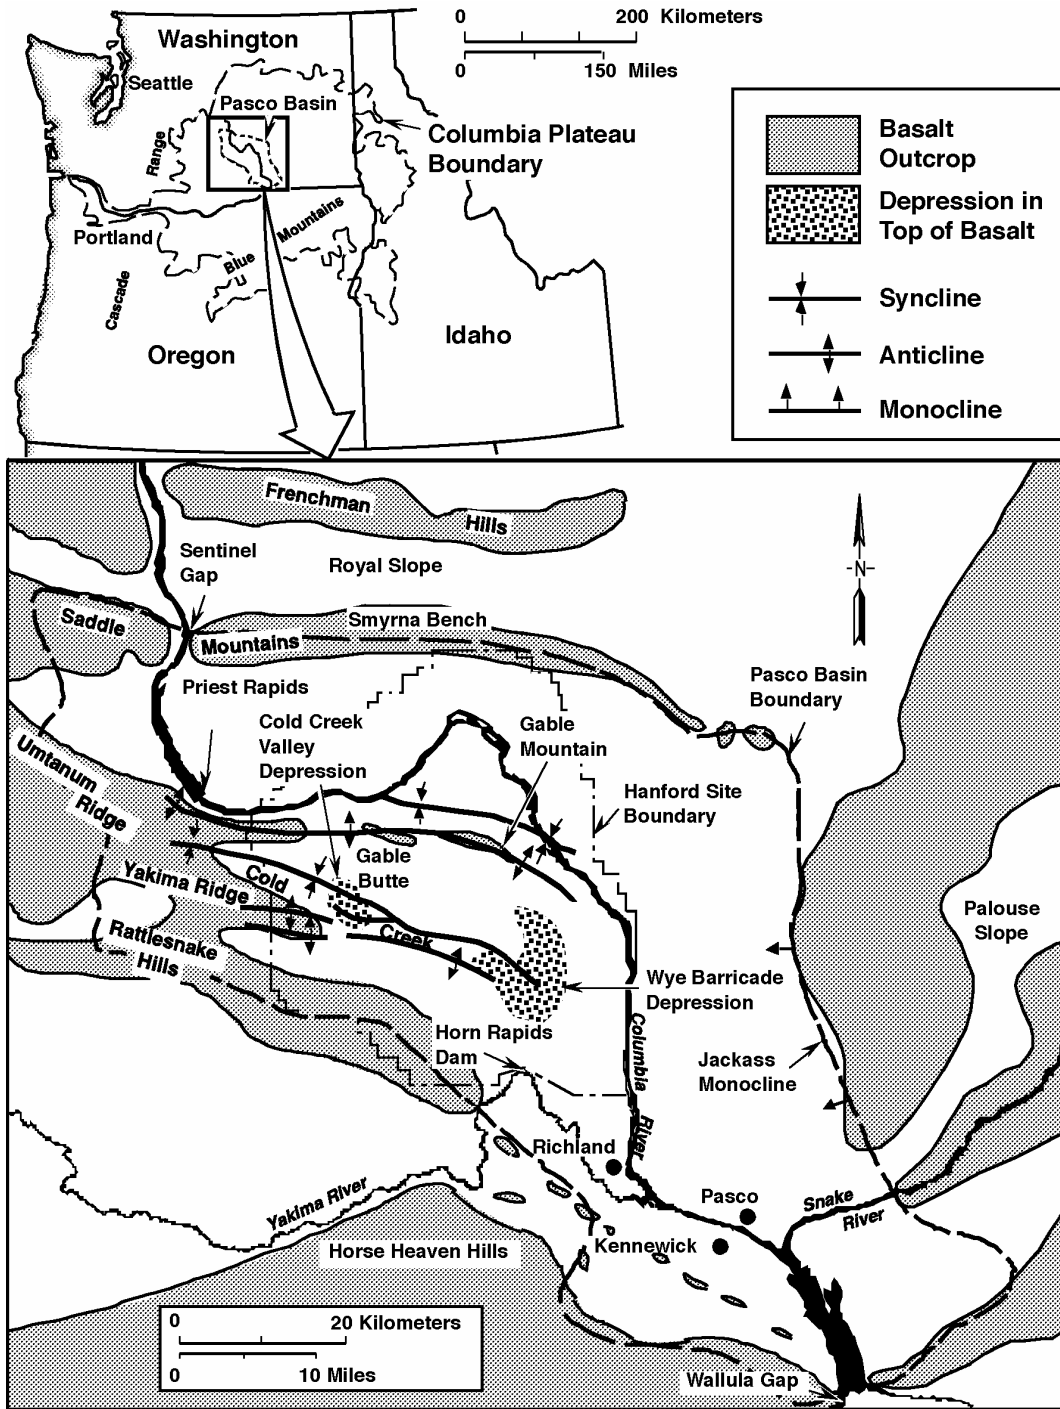 0 200 Kilometers
0 150 Miles
Washington
Seattle
Pasco Basin
Columbia Plateau
Boundary
Range
Portland
Mountains
Blue
Cascade
Oregon
Idaho
Basalt
Outcrop
Depression in
Top of Basalt
Syncline
Anticline
Monocline
Frenchman
Hills
Sentinel
Gap
Royal Slope
N
Saddle
Mountains
Smyrna Bench
Priest Rapids
Pasco Basin
Boundary
Cold Creek
Valley
Depression
Gable
Mountain
Umtanum
Ridge
Hanford Site
Boundary
Gable
Butte
Yakima Ridge
Cold
Creek
Rattlesnake
Hills
Palouse
Slope
Wye Barricade
Depression
Horn Rapids
Dam
Columbia
River
Jackass
Monocline
Richland
Yakima River
Pasco
Snake
River
Kennewick
Horse Heaven Hills
0 20 Kilometers
0 10 Miles
Wallula Gap